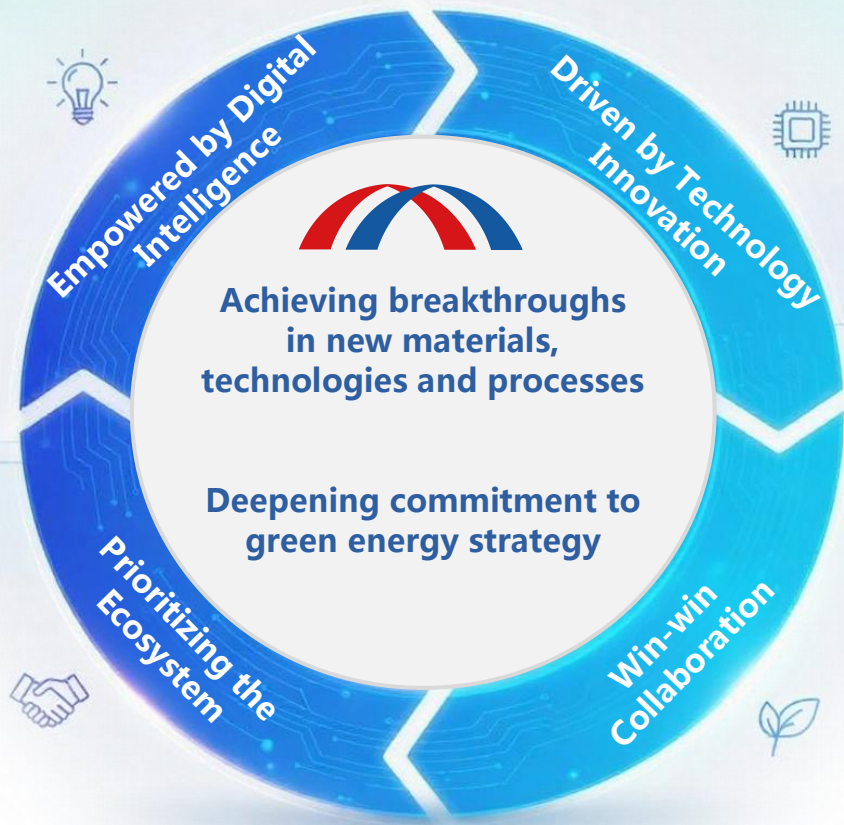 Empowered by Digital
Intelligence
Driven by Technology
Innovation
Achieving breakthroughs
in new materials,
technologies and processes
Deepening commitment to
green energy strategy
Prioritizing the
Ecosystem
Win-win
Collaboration